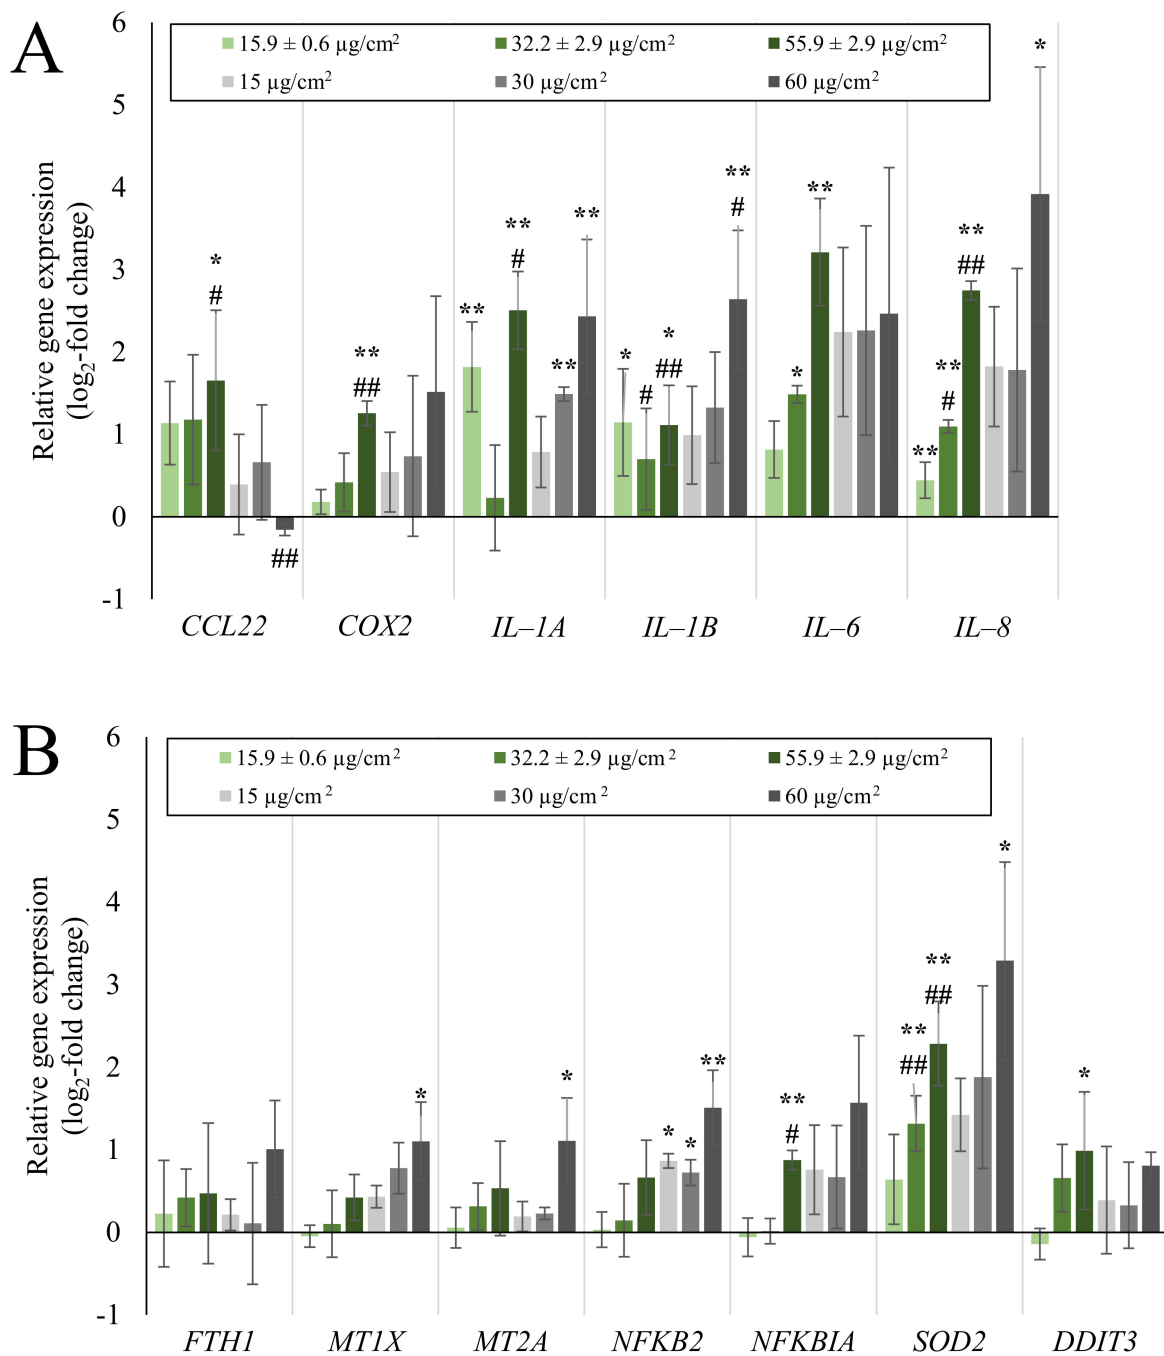 A
6
5
4
3
2
1
0
-1
Relative gene expression
(log2-fold change)
15.9 ± 0.6 µg/cm²
32.2 ± 2.9 µg/cm²
55.9 ± 2.9 µg/cm²
15 µg/cm²
30 µg/cm²
60 µg/cm²
*
#
##
**
##
**
**
#
**
**
*
#
*
##
**
#
*
**
**
**
#
**
##
*
CCL22
COX2
IL–1A
IL–1B
IL–6
IL–8
B
6
5
4
3
2
1
0
-1
Relative gene expression
(log2-fold change)
15.9 ± 0.6 µg/cm²
32.2 ± 2.9 µg/cm²
55.9 ± 2.9 µg/cm²
15 µg/cm²
30 µg/cm²
60 µg/cm²
*
*
*
*
**
**
#
**
##
**
##
*
*
FTH1
MT1X
MT2A
NFKB2
NFKBIA
SOD2
DDIT3